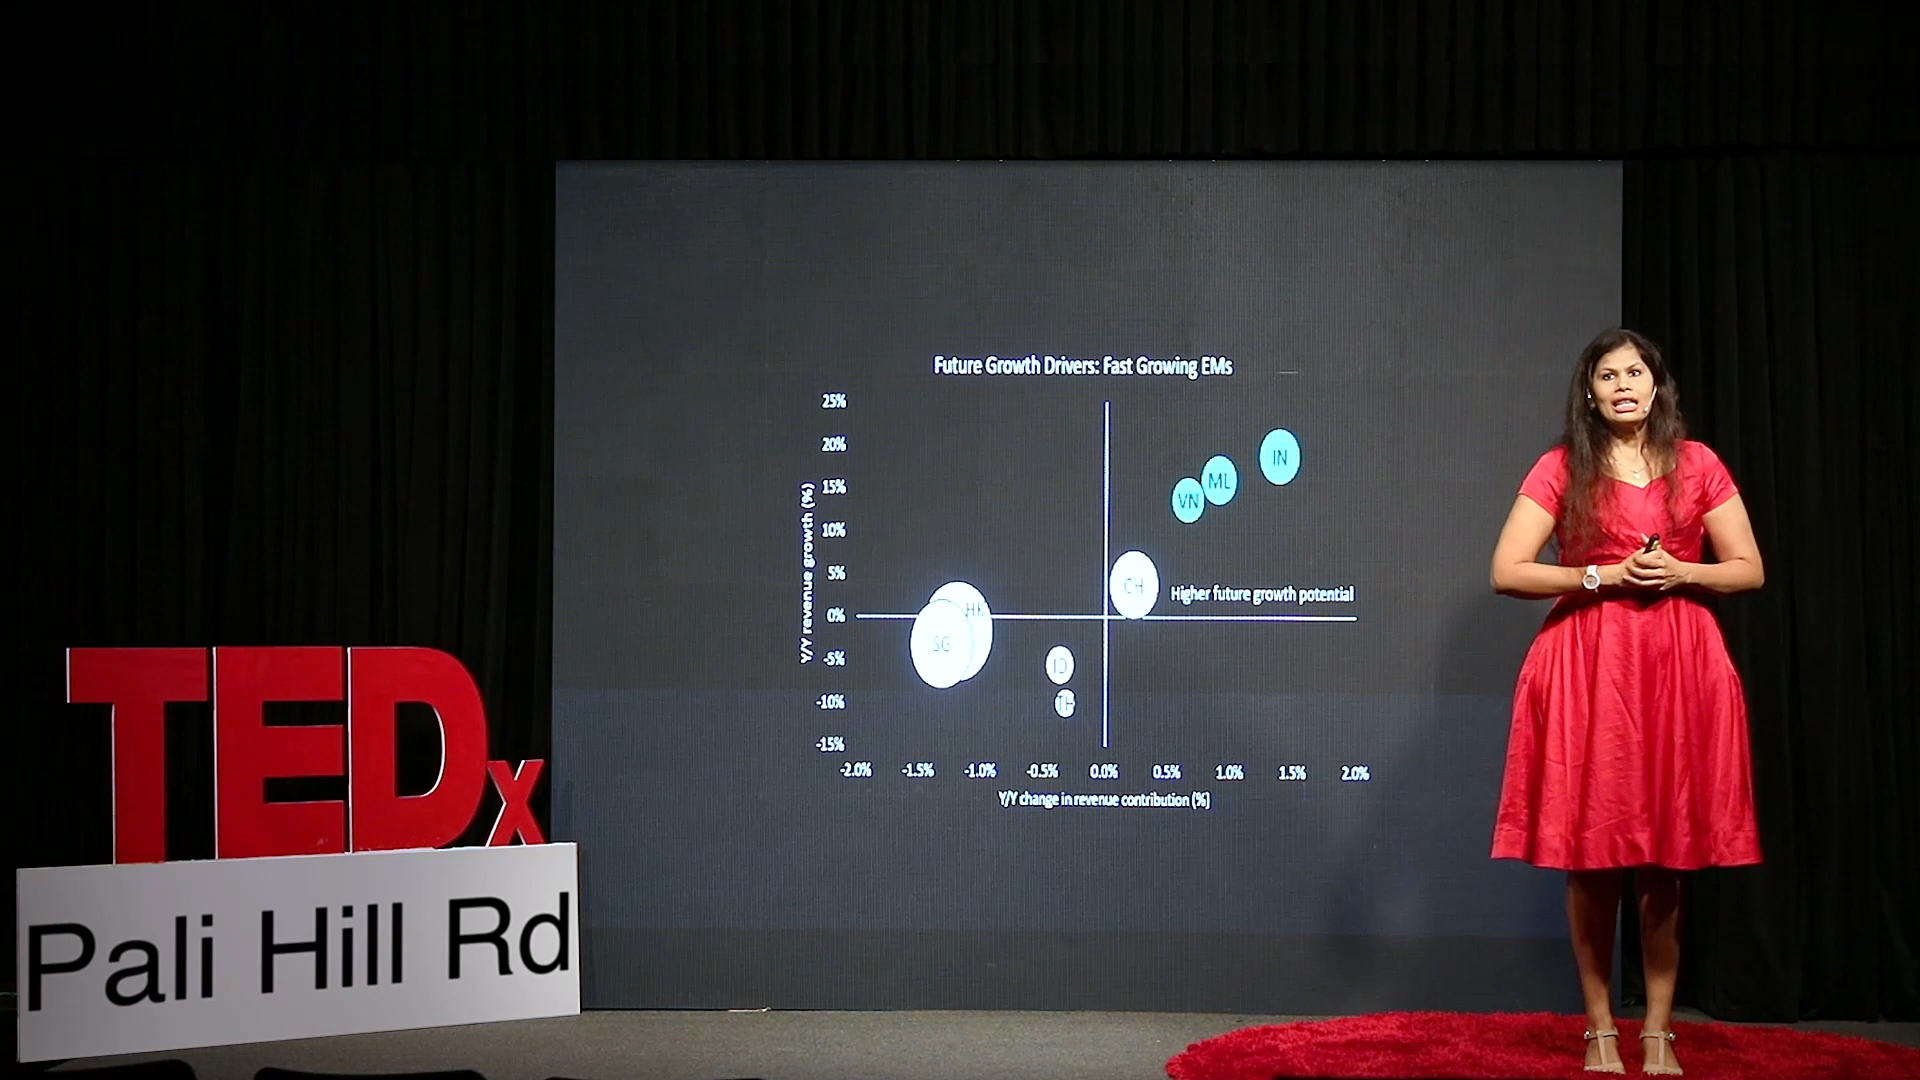 Future Growth Drivers: Fast Growing EMs
25%
20%
15%
10%
5%
0%
-5%
-10%
-15%
Y/Y revenue growth (%)
IN
ML
VN
CH
Higher future growth potential
HK
SG
ID
TH
-2.0% -1.5% -1.0% -0.5% 0.0% 0.5% 1.0% 1.5% 2.0%
Y/Y change in revenue contribution (%)
TEDx
Pali Hill Rd